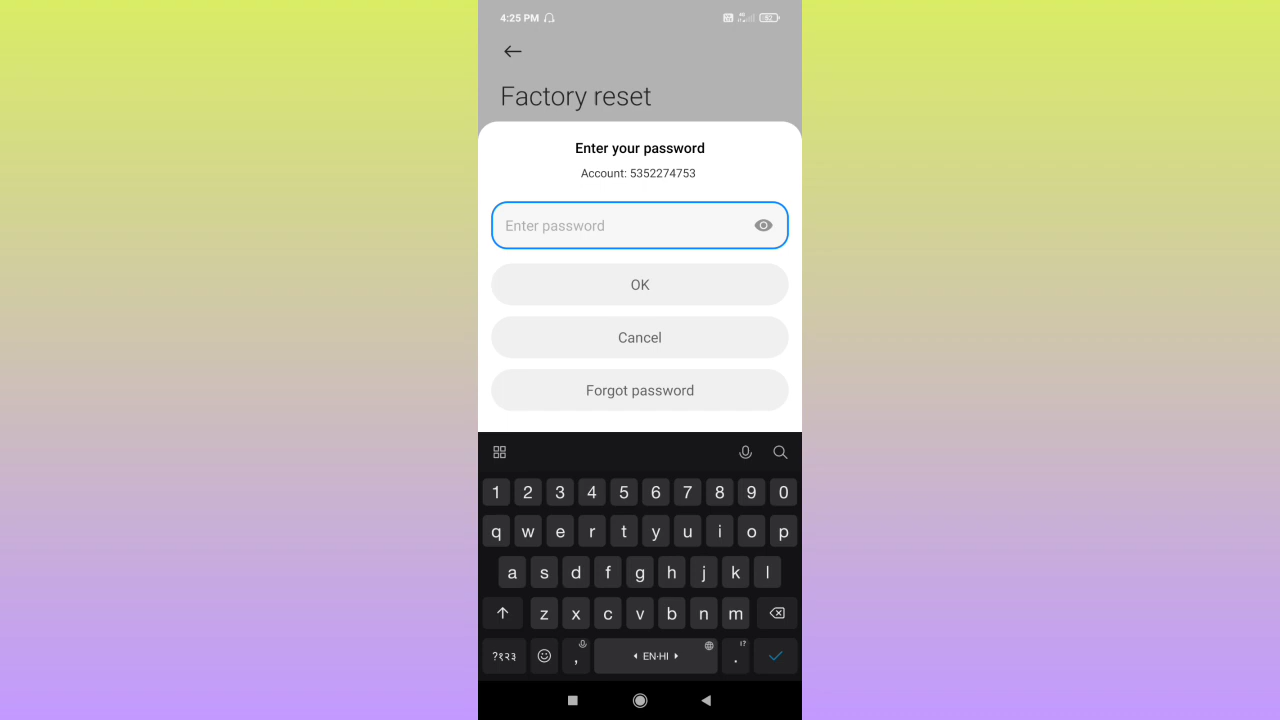 4:25 PM
Factory reset
Enter your password
Account: 5352274753
Enter password
OK
Cancel
Forgot password
1 2 3 4 5 6 7 8 9 0
q w e r t y u i o p
a s d f g h j k l
z x c v b n m
?१२३ , EN-HI . !?